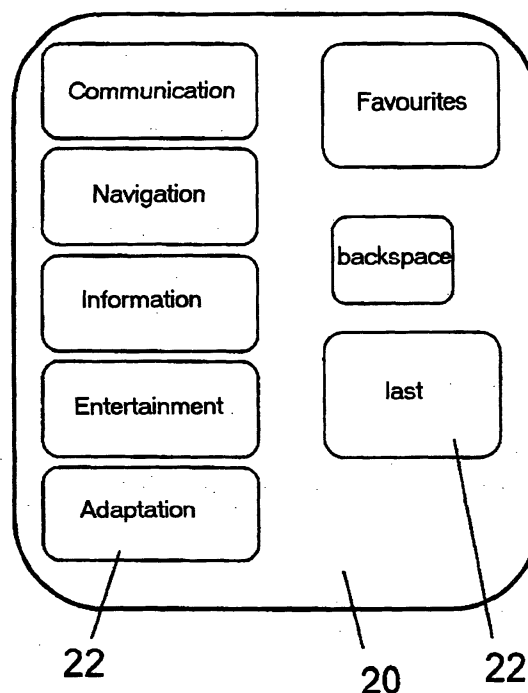 Communication
Navigation
Information
Entertainment
Adaptation
Favourites
backspace
last
22
20
22